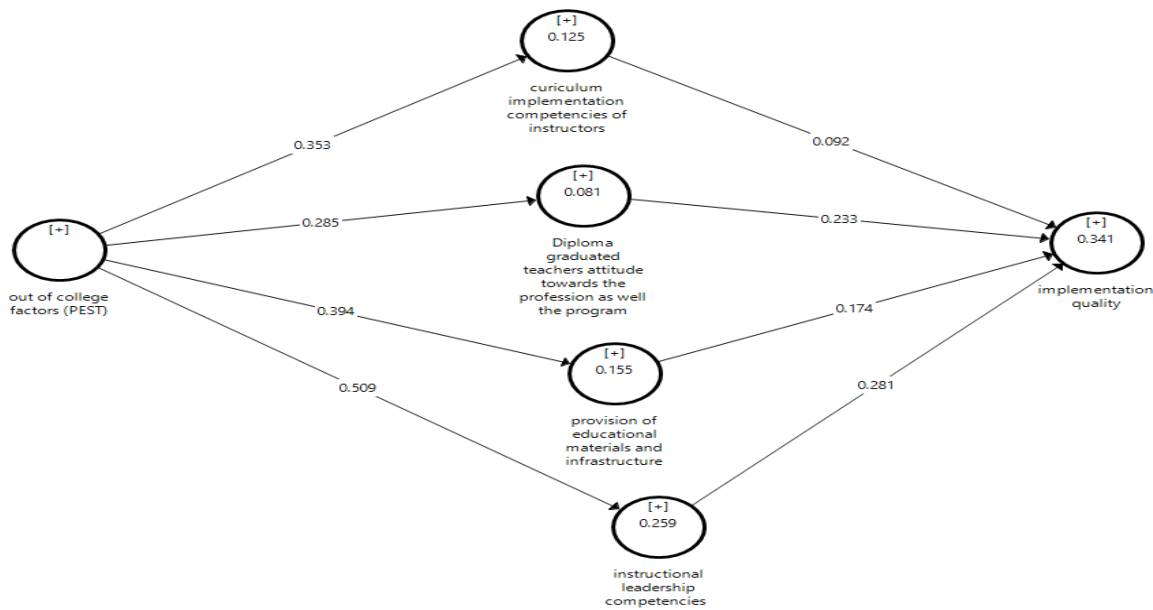 [+]
0.125
curiculum
implementation
competencies of
instructors
0.353
0.092
[+]
0.081
Diploma
graduated
teachers attitude
towards the
profession as well
the program
0.285
0.233
[+]
out of college
factors (PEST)
[+]
0.341
implementation
quality
0.394
0.174
[+]
0.155
provision of
educational
materials and
infrastructure
0.509
0.281
[+]
0.259
instructional
leadership
competencies